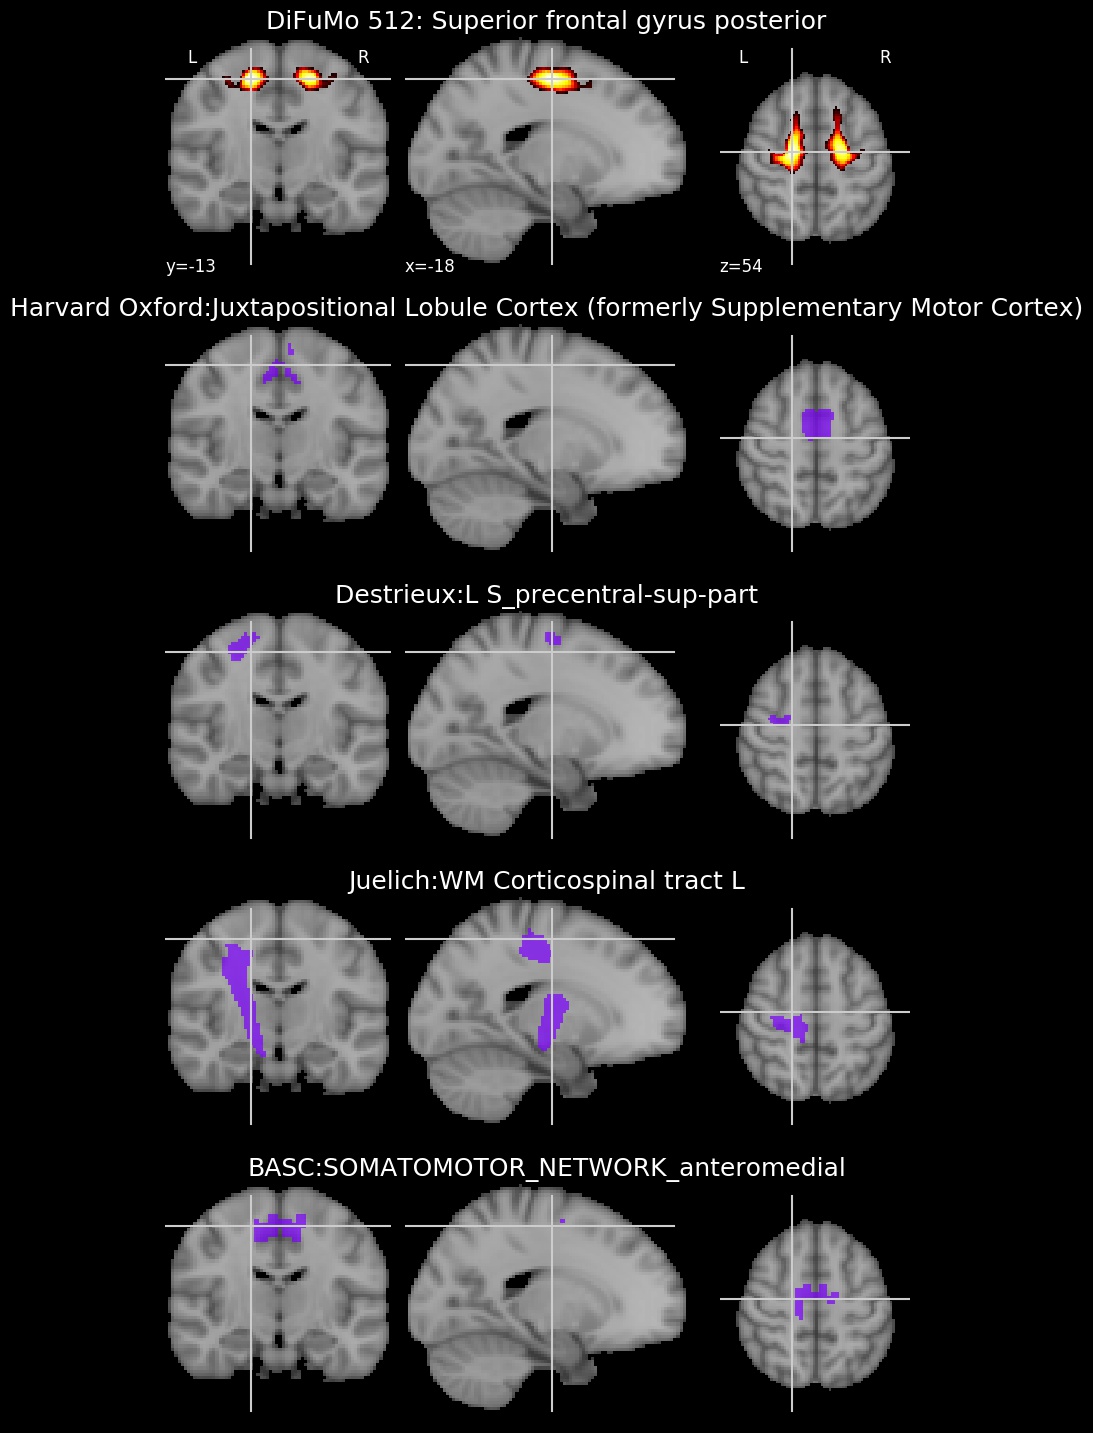 DiFuMo 512: Superior frontal gyrus posterior
L R L R
y=-13 x=-18 z=54
Harvard Oxford:Juxtapositional Lobule Cortex (formerly Supplementary Motor Cortex)
Destrieux:L S_precentral-sup-part
Juelich:WM Corticospinal tract L
BASC:SOMATOMOTOR_NETWORK_anteromedial